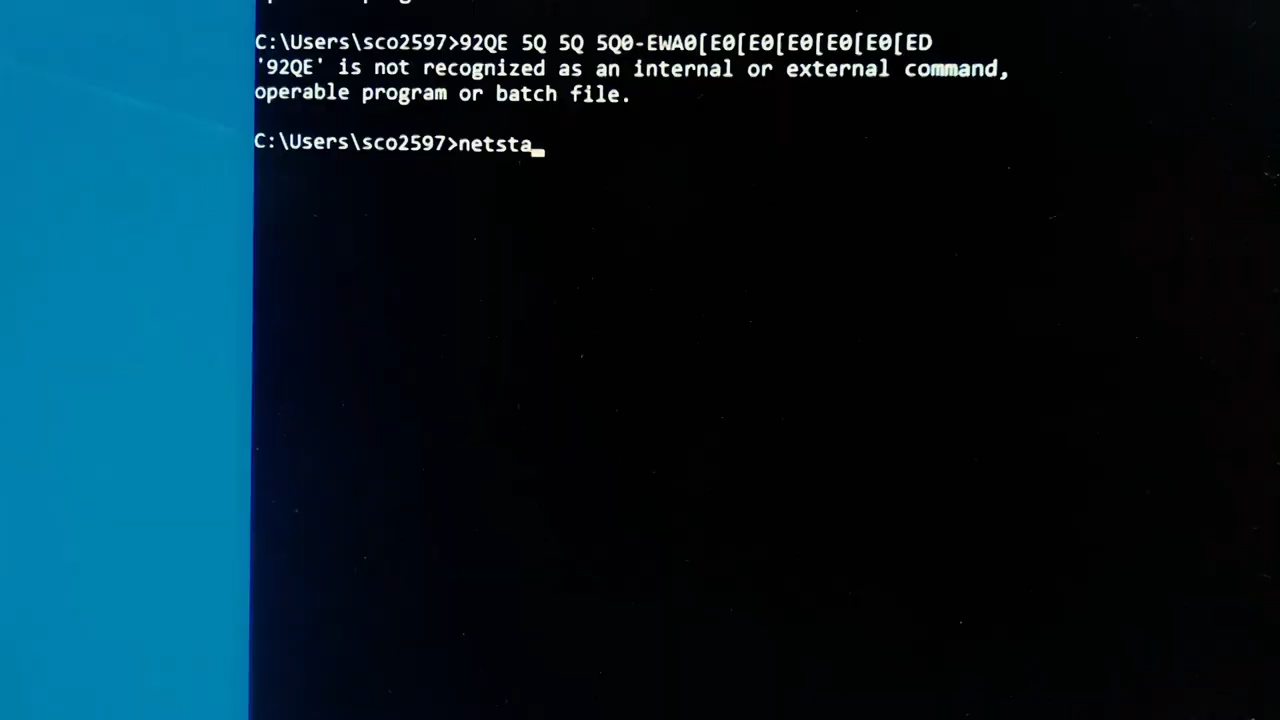 C:\Users\sco2597>92QE 5Q 5Q 5Q0-EWA0[E0[E0[E0[E0[E0[ED
'92QE' is not recognized as an internal or external command,
operable program or batch file.
C:\Users\sco2597>netsta_